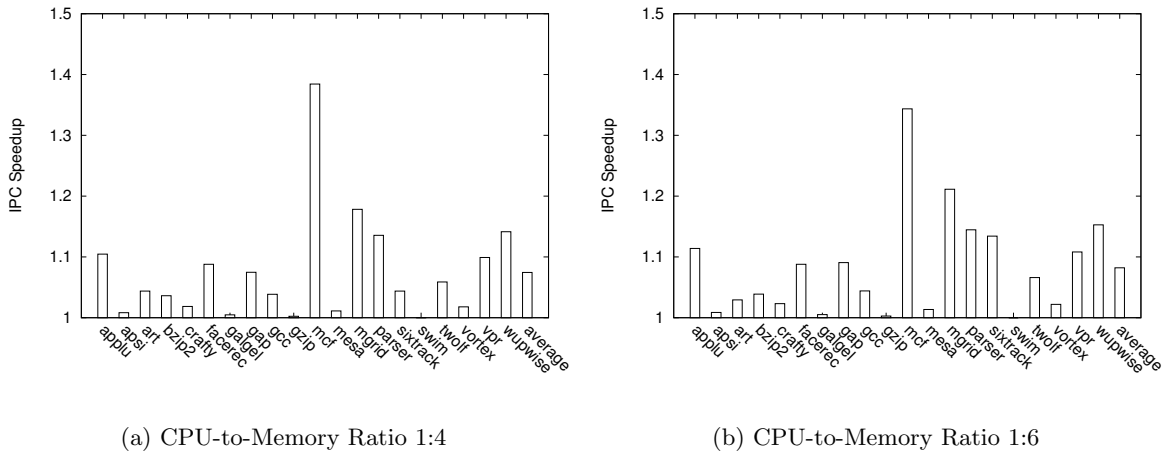 1.5
1.4
1.3
1.2
1.1
1
IPC Speedup
applu
apsi
art
bzip2
crafty
facerec
galgel
gap
gcc
gzip
mcf
mesa
mgrid
parser
sixtrack
swim
twolf
vortex
vpr
wupwise
average
(a) CPU-to-Memory Ratio 1:4
1.5
1.4
1.3
1.2
1.1
1
IPC Speedup
applu
apsi
art
bzip2
crafty
facerec
galgel
gap
gcc
gzip
mcf
mesa
mgrid
parser
sixtrack
swim
twolf
vortex
vpr
wupwise
average
(b) CPU-to-Memory Ratio 1:6